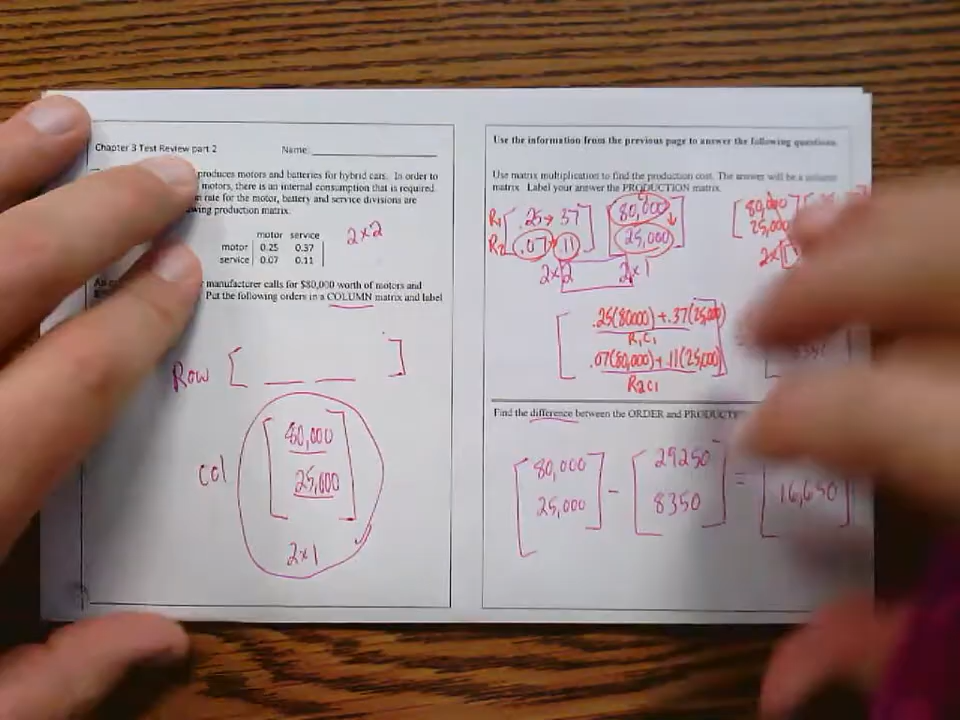 Chapter 3 Test Review part 2 Name:
produces motors and batteries for hybrid cars. In order to
motors, there is an internal consumption that is required.
rate for the motor, battery and service divisions are
production matrix.
motor service
motor 0.25 0.37
service 0.07 0.11
2x2
manufacturer calls for $80,000 worth of motors and
Put the following orders in a COLUMN matrix and label
Row [ ]
Col
80,000
25,000
2x1
Use the information from the previous page to answer the following questions.
Use matrix multiplication to find the production cost. The answer will be a column
matrix. Label your answer the PRODUCTION matrix.
R1 [ .25 .37 ] [ 80,000 ]
R2 [ .07 .11 ] [ 25,000 ]
2x2 2x1
80,000
25,000
.25(80000) + .37(25,000)
R1C1
.07(80,000) + .11(25,000)
R2C1
Find the difference between the ORDER and
80,000 - 29250 =
25,000 8350 16,650